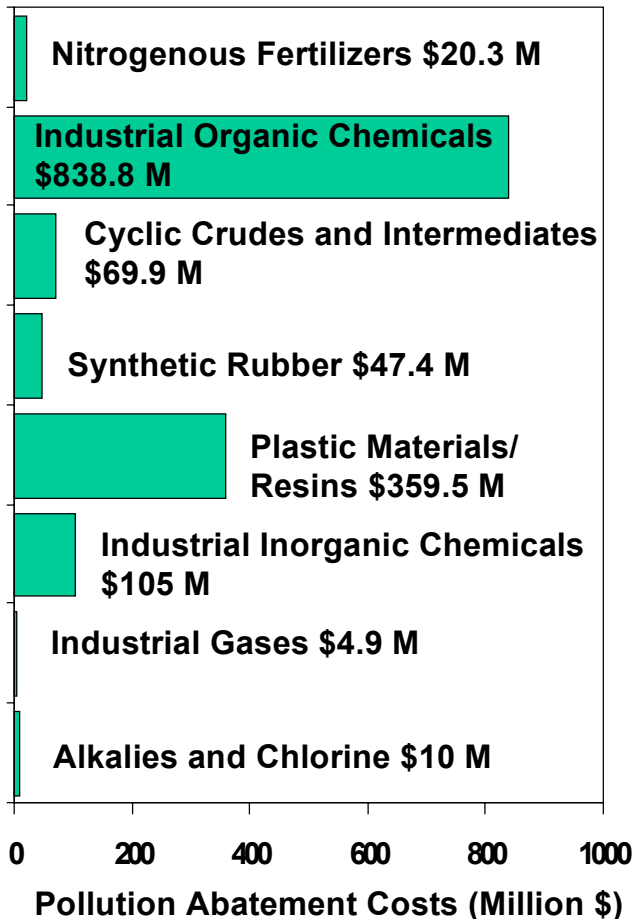 Nitrogenous Fertilizers $20.3 M
Industrial Organic Chemicals
$838.8 M
Cyclic Crudes and Intermediates
$69.9 M
Synthetic Rubber $47.4 M
Plastic Materials/
Resins $359.5 M
Industrial Inorganic Chemicals
$105 M
Industrial Gases $4.9 M
Alkalies and Chlorine $10 M
0 200 400 600 800 1000
Pollution Abatement Costs (Million $)